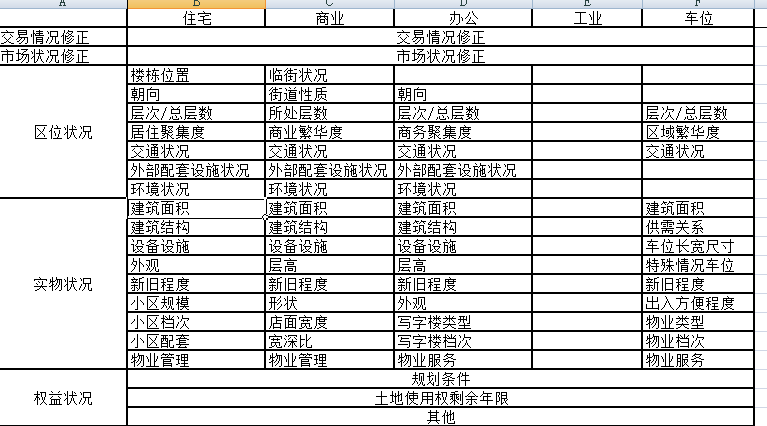 A B C D E F
住宅 商业 办公 工业 车位
交易情况修正 交易情况修正
市场状况修正 市场状况修正
区位状况
楼栋位置 临街状况
朝向 街道性质 朝向
层次/总层数 所处层数 层次/总层数 层次/总层数
居住聚集度 商业繁华度 商务聚集度 区域繁华度
交通状况 交通状况 交通状况 交通状况
外部配套设施状况 外部配套设施状况 外部配套设施状况
环境状况 环境状况 环境状况
实物状况
建筑面积 建筑面积 建筑面积 建筑面积
建筑结构 建筑结构 建筑结构 供需关系
设备设施 设备设施 设备设施 车位长宽尺寸
外观 层高 层高 特殊情况车位
新旧程度 新旧程度 新旧程度 新旧程度
小区规模 形状 外观 出入方便程度
小区档次 店面宽度 写字楼类型 物业类型
小区配套 宽深比 写字楼档次 物业档次
物业管理 物业管理 物业服务 物业服务
权益状况
规划条件
土地使用权剩余年限
其他